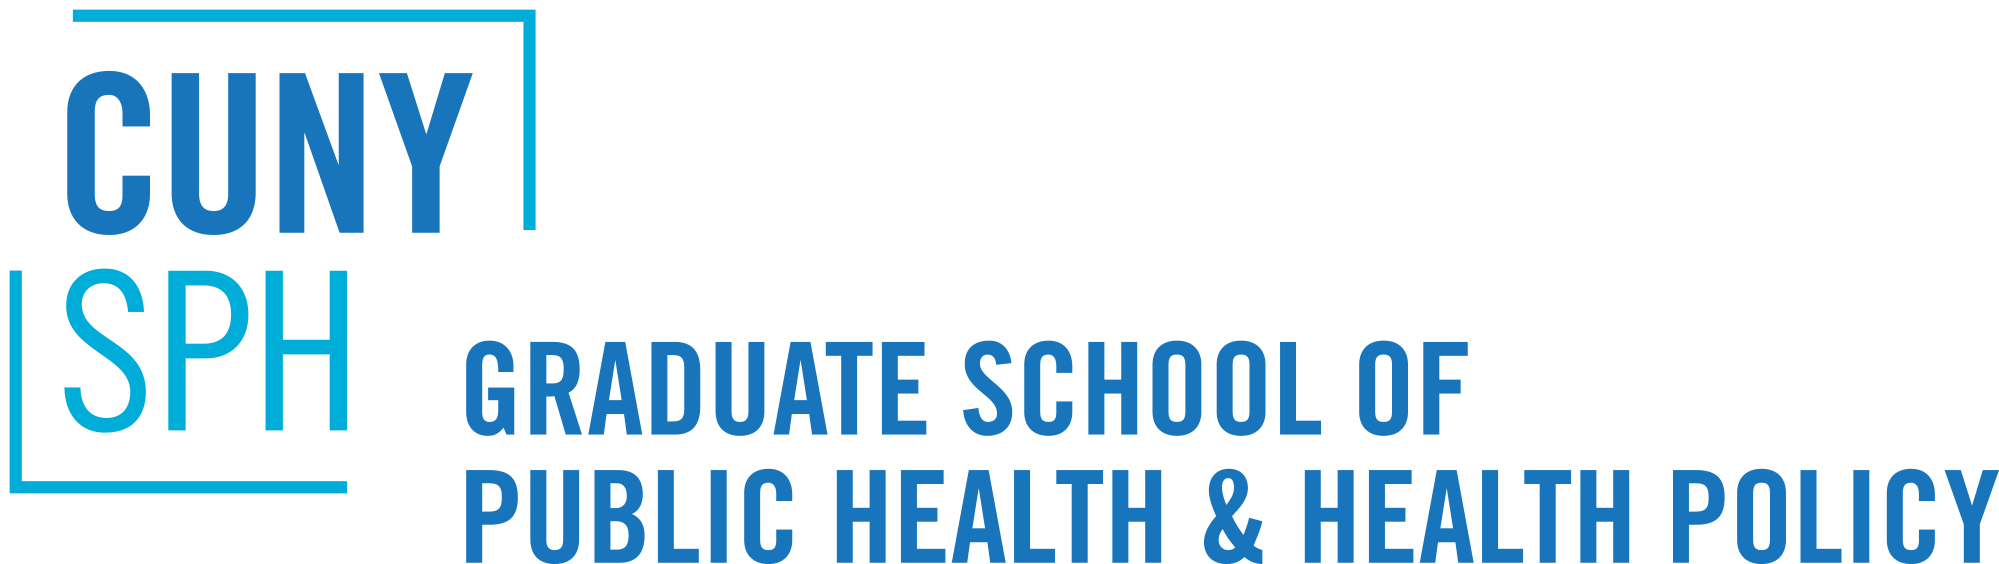 CUNY
SPH
GRADUATE SCHOOL OF
PUBLIC HEALTH & HEALTH POLICY